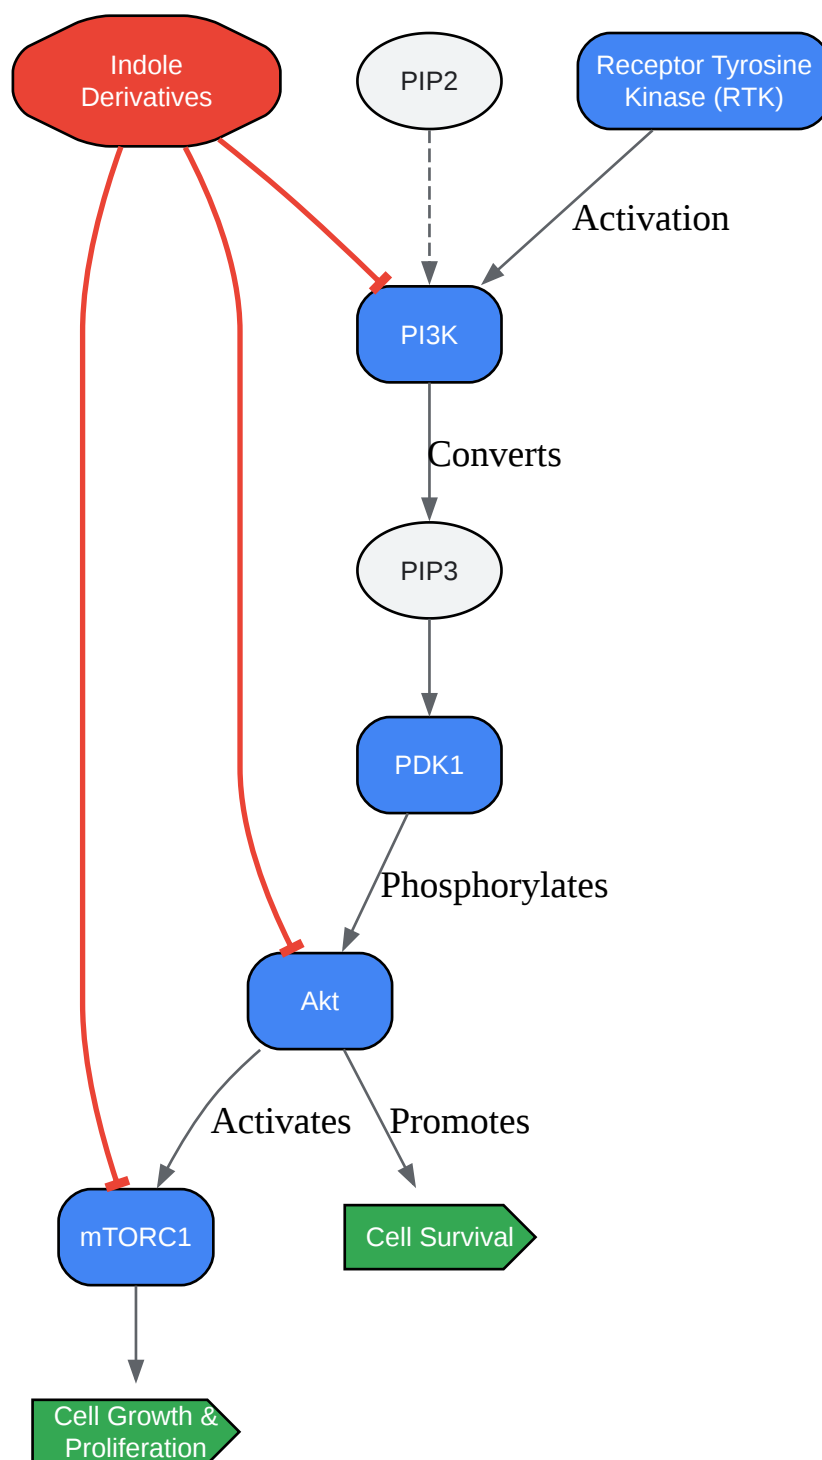 Indole
Derivatives
PIP2
Receptor Tyrosine
Kinase (RTK)
Activation
PI3K
Converts
PIP3
PDK1
Phosphorylates
Akt
Activates
Promotes
mTORC1
Cell Survival
Cell Growth &
Proliferation